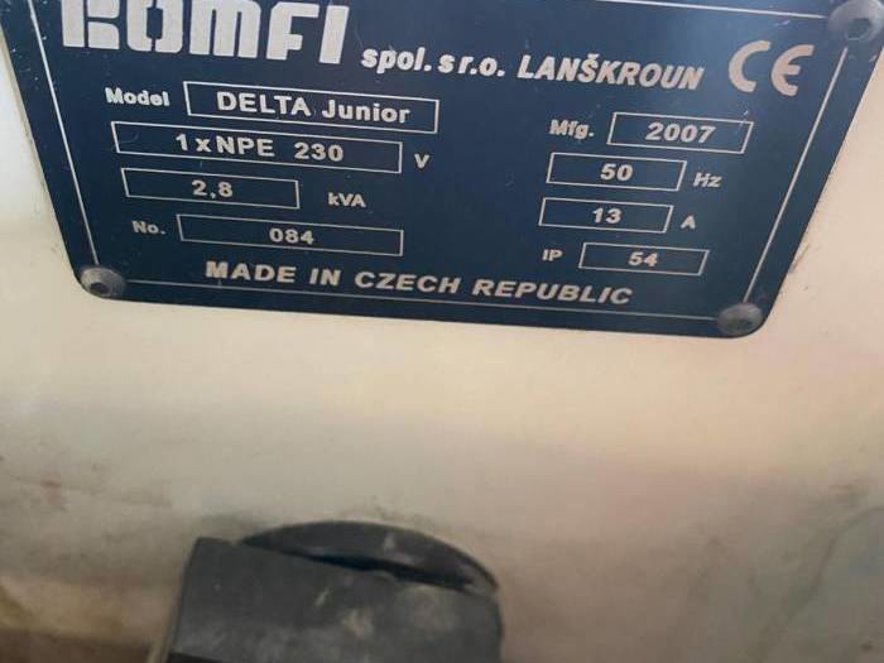 KOMFI spol. s r.o. LANŠKROUN CE
Model DELTA Junior Mfg. 2007
1xNPE 230 V 50 Hz
2,8 kVA 13 A
No. 084 IP 54
MADE IN CZECH REPUBLIC